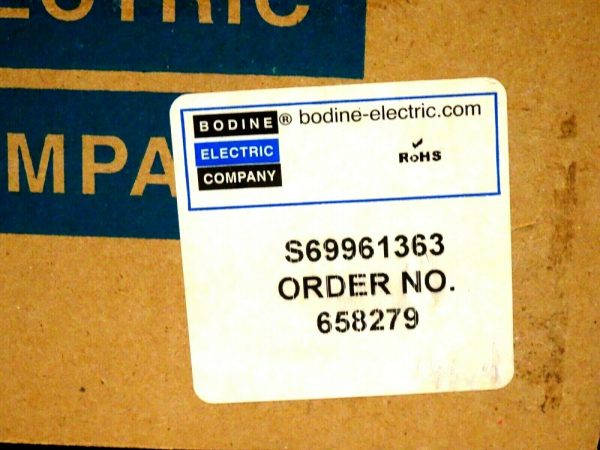 ECTRIC
MPA
BODINE ® bodine-electric.com
ELECTRIC
COMPANY
RoHS
S69961363
ORDER NO.
658279